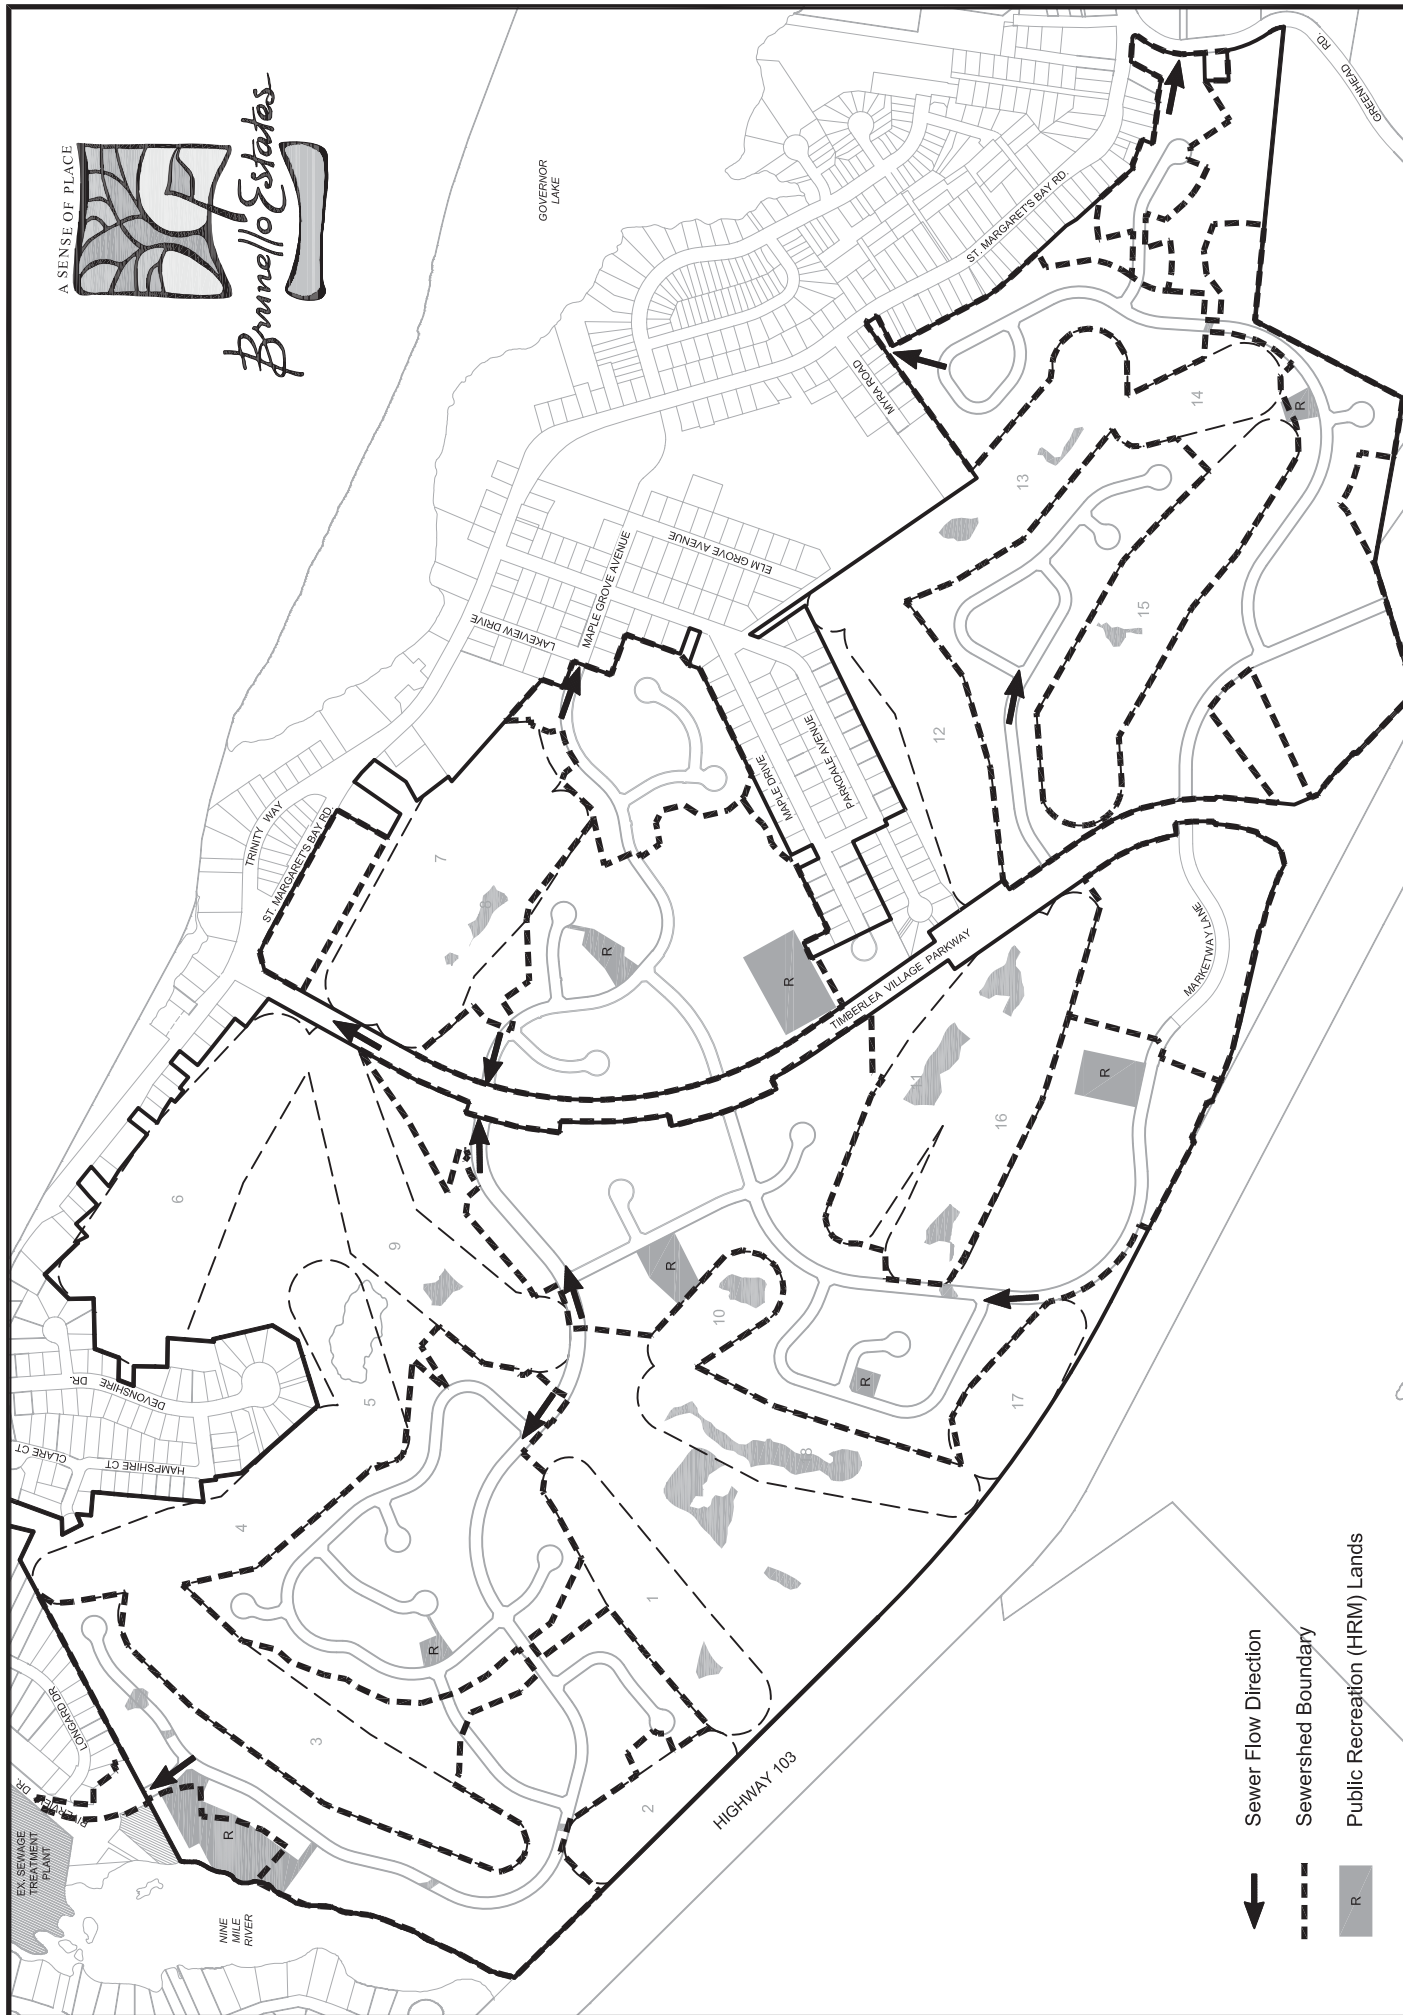 A SENSE OF PLACE
Brunello Estates
GOVERNOR
LAKE
GREENHEAD
RD.
ST. MARGARET'S BAY RD.
MYRA ROAD
ELM GROVE AVENUE
MAPLE GROVE AVENUE
LAKEVIEW DRIVE
MAPLE DRIVE
PARKDALE AVENUE
TRINITY WAY
ST. MARGARET'S BAY RD.
TIMBERLEA VILLAGE PARKWAY
MARKETWAY LANE
DEVONSHIRE DR.
CLARE CT
HAMPSHIRE CT
LONGARD DR.
RIVERVIEW DR.
EX. SEWAGE
TREATMENT
PLANT
NINE
MILE
RIVER
HIGHWAY 103
1
2
3
4
5
6
7
8
9
10
11
12
13
14
15
16
17
18
R
R
R
R
R
R
R
R
Sewer Flow Direction
Sewershed Boundary
R
Public Recreation (HRM) Lands